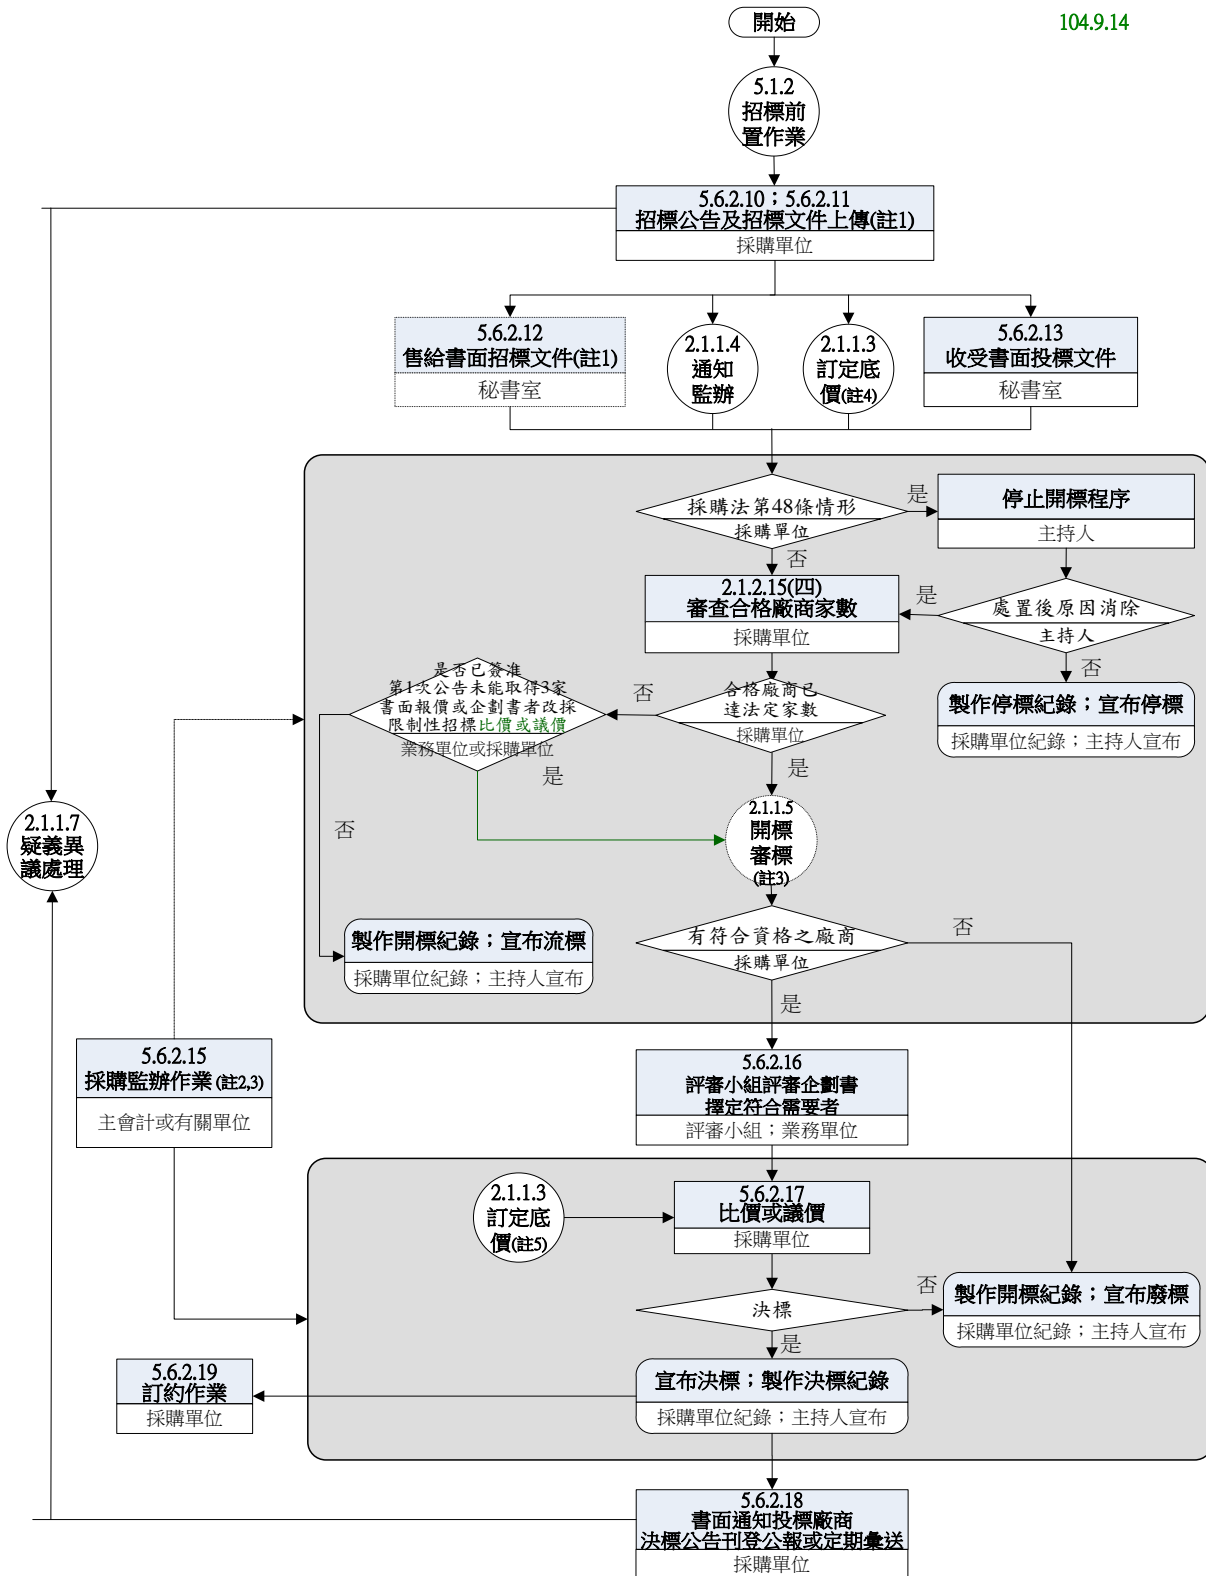 開始
104.9.14
5.1.2
招標前
置作業
5.6.2.10；5.6.2.11
招標公告及招標文件上傳(註1)
採購單位
5.6.2.12
售給書面招標文件(註1)
秘書室
2.1.1.4
通知
監辦
2.1.1.3
訂定底
價(註4)
5.6.2.13
收受書面投標文件
秘書室
採購法第48條情形
採購單位
是
否
停止開標程序
主持人
2.1.2.15(四)
審查合格廠商家數
採購單位
是
處置後原因消除
主持人
否
製作停標紀錄；宣布停標
採購單位紀錄；主持人宣布
是否已簽准
第1次公告未能取得3家
書面報價或企劃書者改採
限制性招標比價或議價
業務單位或採購單位
否
合格廠商已
達法定家數
採購單位
是
是
否
2.1.1.5
開標
審標
(註3)
2.1.1.7
疑義異
議處理
製作開標紀錄；宣布流標
採購單位紀錄；主持人宣布
有符合資格之廠商
採購單位
否
是
5.6.2.15
採購監辦作業(註2,3)
主會計或有關單位
5.6.2.16
評審小組評審企劃書
擇定符合需要者
評審小組；業務單位
2.1.1.3
訂定底
價(註5)
5.6.2.17
比價或議價
採購單位
決標
否
是
製作開標紀錄；宣布廢標
採購單位紀錄；主持人宣布
5.6.2.19
訂約作業
採購單位
宣布決標；製作決標紀錄
採購單位紀錄；主持人宣布
5.6.2.18
書面通知投標廠商
決標公告刊登公報或定期彙送
採購單位